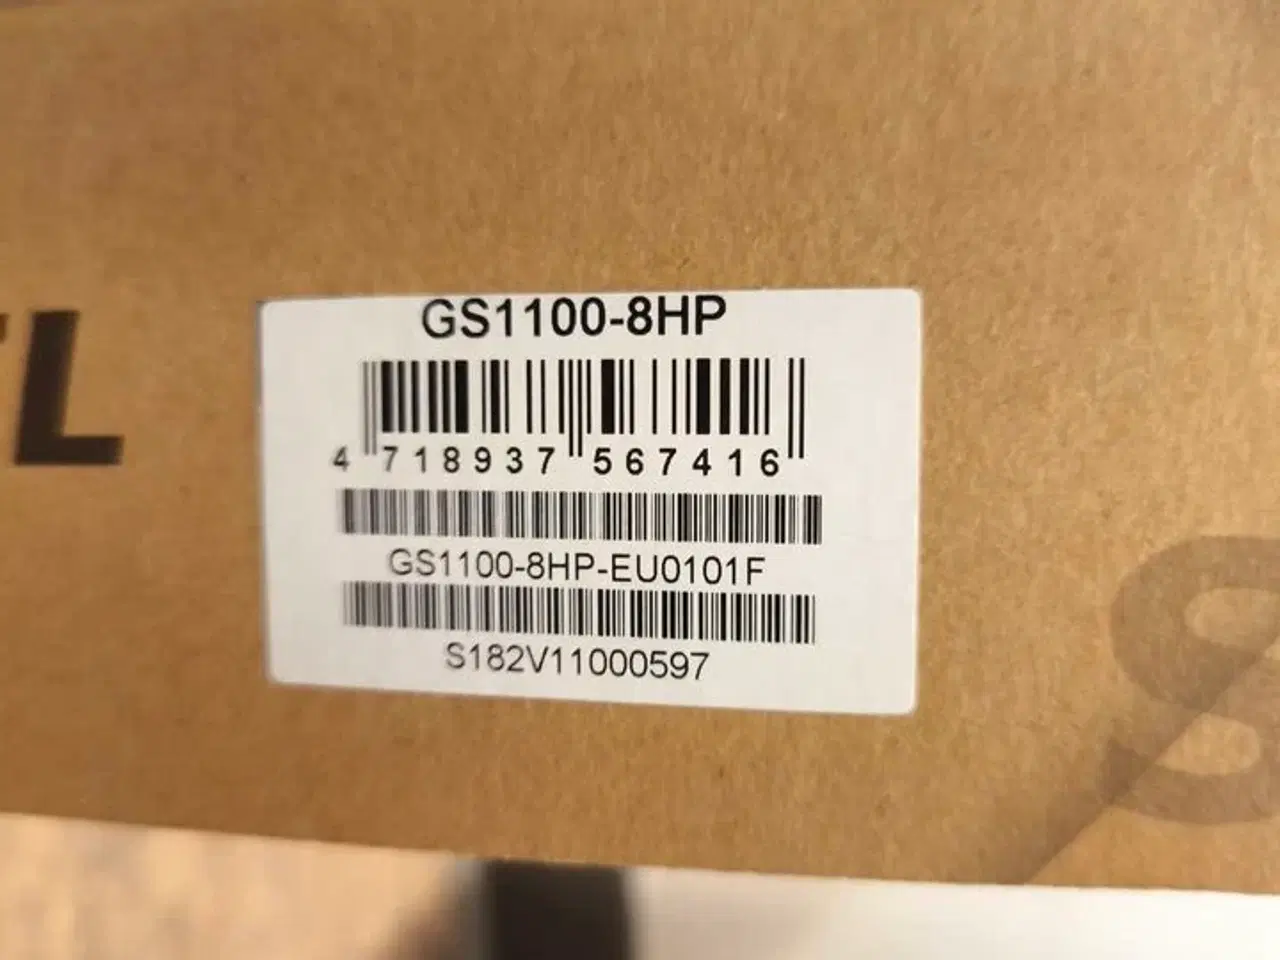 GS1100-8HP
4 718937 567416
GS1100-8HP-EU0101F
S182V11000597
L
S